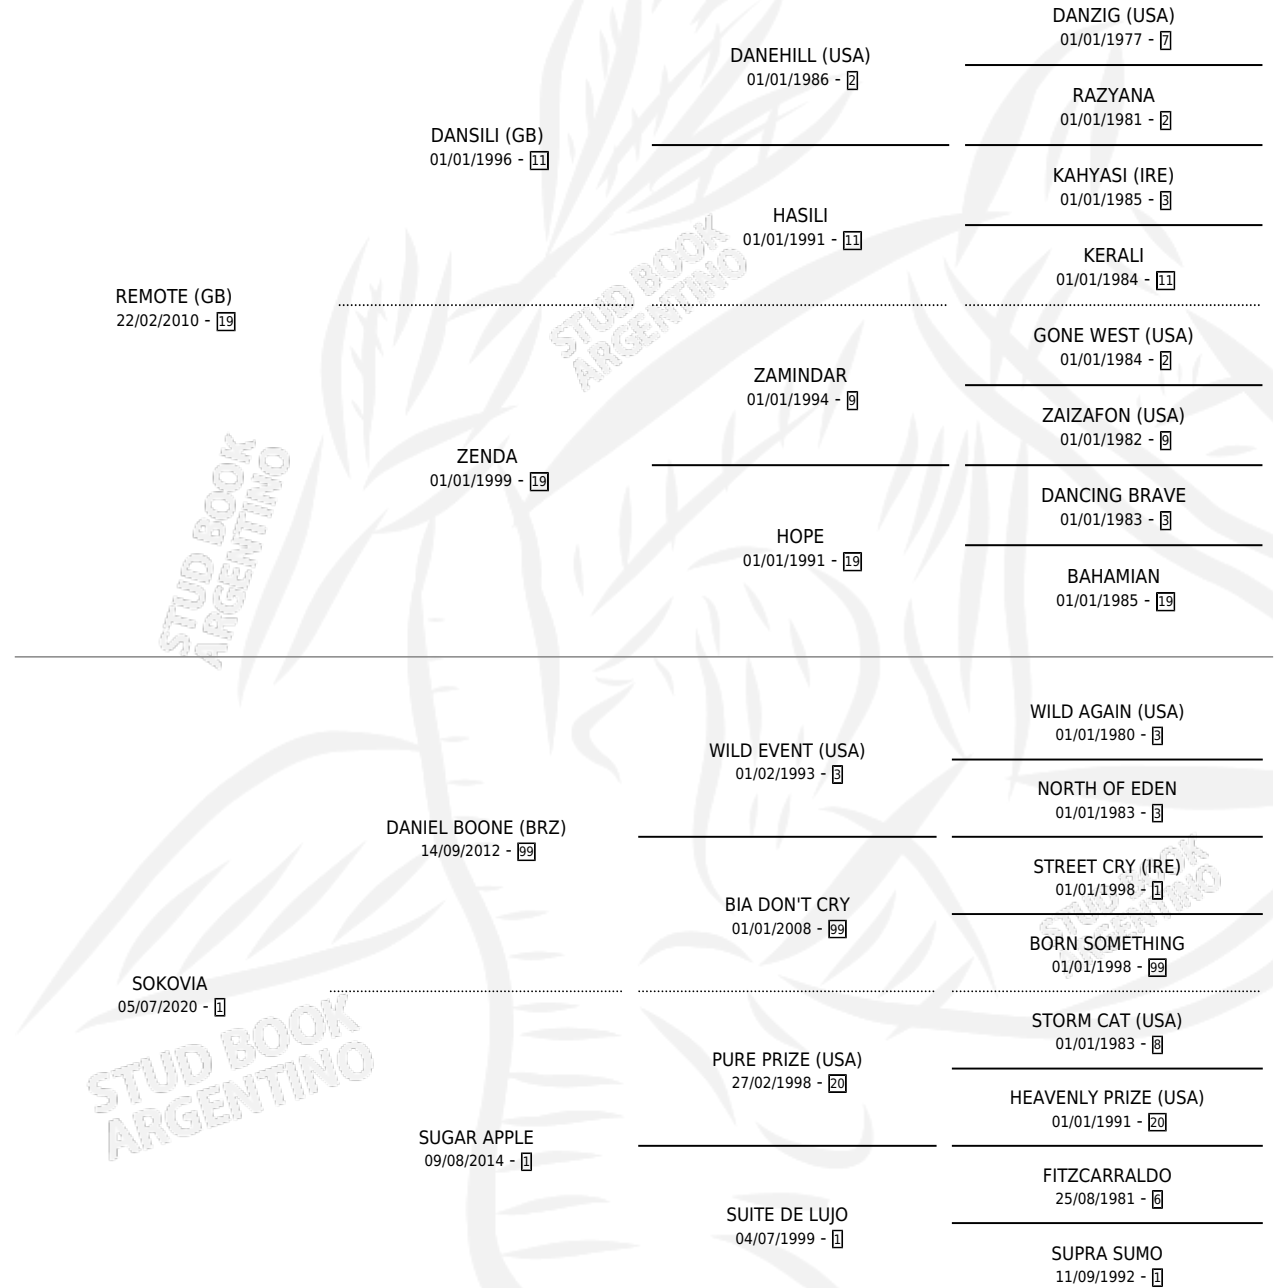 DANZIG (USA)
01/01/1977 - 7
DANEHILL (USA)
01/01/1986 - 2
RAZYANA
01/01/1981 - 2
DANSILI (GB)
01/01/1996 - 11
KAHYASI (IRE)
01/01/1985 - 3
HASILI
01/01/1991 - 11
KERALI
01/01/1984 - 11
REMOTE (GB)
22/02/2010 - 19
STUD BOOK
ARGENTINO
GONE WEST (USA)
01/01/1984 - 2
ZAMINDAR
01/01/1994 - 9
ZAIZAFON (USA)
01/01/1982 - 9
ZENDA
01/01/1999 - 19
DANCING BRAVE
01/01/1983 - 3
HOPE
01/01/1991 - 19
BAHAMIAN
01/01/1985 - 19
STUD BOOK
ARGENTINO
WILD AGAIN (USA)
01/01/1980 - 3
WILD EVENT (USA)
01/02/1993 - 3
NORTH OF EDEN
01/01/1983 - 3
DANIEL BOONE (BRZ)
14/09/2012 - 99
STREET CRY (IRE)
01/01/1998 - 1
BIA DON'T CRY
01/01/2008 - 99
BORN SOMETHING
01/01/1998 - 99
STUD BOOK
ARGENTINO
SOKOVIA
05/07/2020 - 1
STORM CAT (USA)
01/01/1983 - 8
PURE PRIZE (USA)
27/02/1998 - 20
HEAVENLY PRIZE (USA)
01/01/1991 - 20
STUD BOOK
ARGENTINO
SUGAR APPLE
09/08/2014 - 1
FITZCARRALDO
25/08/1981 - 6
SUITE DE LUJO
04/07/1999 - 1
SUPRA SUMO
11/09/1992 - 1